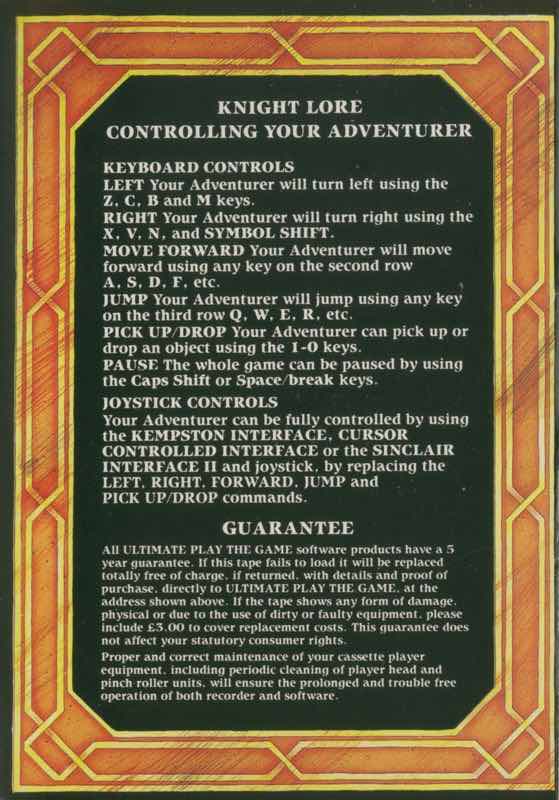 KNIGHT LORE
CONTROLLING YOUR ADVENTURER
KEYBOARD CONTROLS
LEFT Your Adventurer will turn left using the
Z, C, B and M keys.
RIGHT Your Adventurer will turn right using the
X, V, N, and SYMBOL SHIFT.
MOVE FORWARD Your Adventurer will move
forward using any key on the second row
A, S, D, F, etc.
JUMP Your Adventurer will jump using any key
on the third row Q, W, E, R, etc.
PICK UP/DROP Your Adventurer can pick up or
drop an object using the 1-0 keys.
PAUSE The whole game can be paused by using
the Caps Shift or Space/break keys.
JOYSTICK CONTROLS
Your Adventurer can be fully controlled by using
the KEMPSTON INTERFACE, CURSOR
CONTROLLED INTERFACE or the SINCLAIR
INTERFACE II and joystick, by replacing the
LEFT, RIGHT, FORWARD, JUMP and
PICK UP/DROP commands.
GUARANTEE
All ULTIMATE PLAY THE GAME software products have a 5
year guarantee. If this tape fails to load it will be replaced
totally free of charge, if returned, with details and proof of
purchase, directly to ULTIMATE PLAY THE GAME, at the
address shown above. If the tape shows any form of damage,
physical or due to the use of dirty or faulty equipment, please
include £3.00 to cover replacement costs. This guarantee does
not affect your statutory consumer rights.
Proper and correct maintenance of your cassette player
equipment, including periodic cleaning of player head and
pinch roller units, will ensure the prolonged and trouble free
operation of both recorder and software.